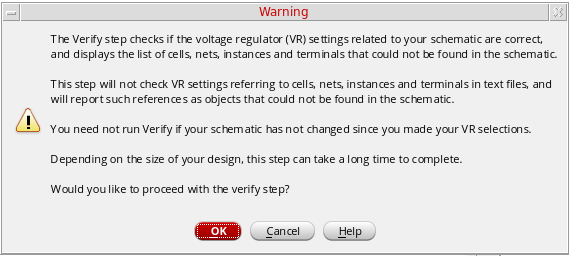 Warning
The Verify step checks if the voltage regulator (VR) settings related to your schematic are correct,
and displays the list of cells, nets, instances and terminals that could not be found in the schematic.
This step will not check VR settings referring to cells, nets, instances and terminals in text files, and
will report such references as objects that could not be found in the schematic.
You need not run Verify if your schematic has not changed since you made your VR selections.
Depending on the size of your design, this step can take a long time to complete.
Would you like to proceed with the verify step?
OK Cancel Help